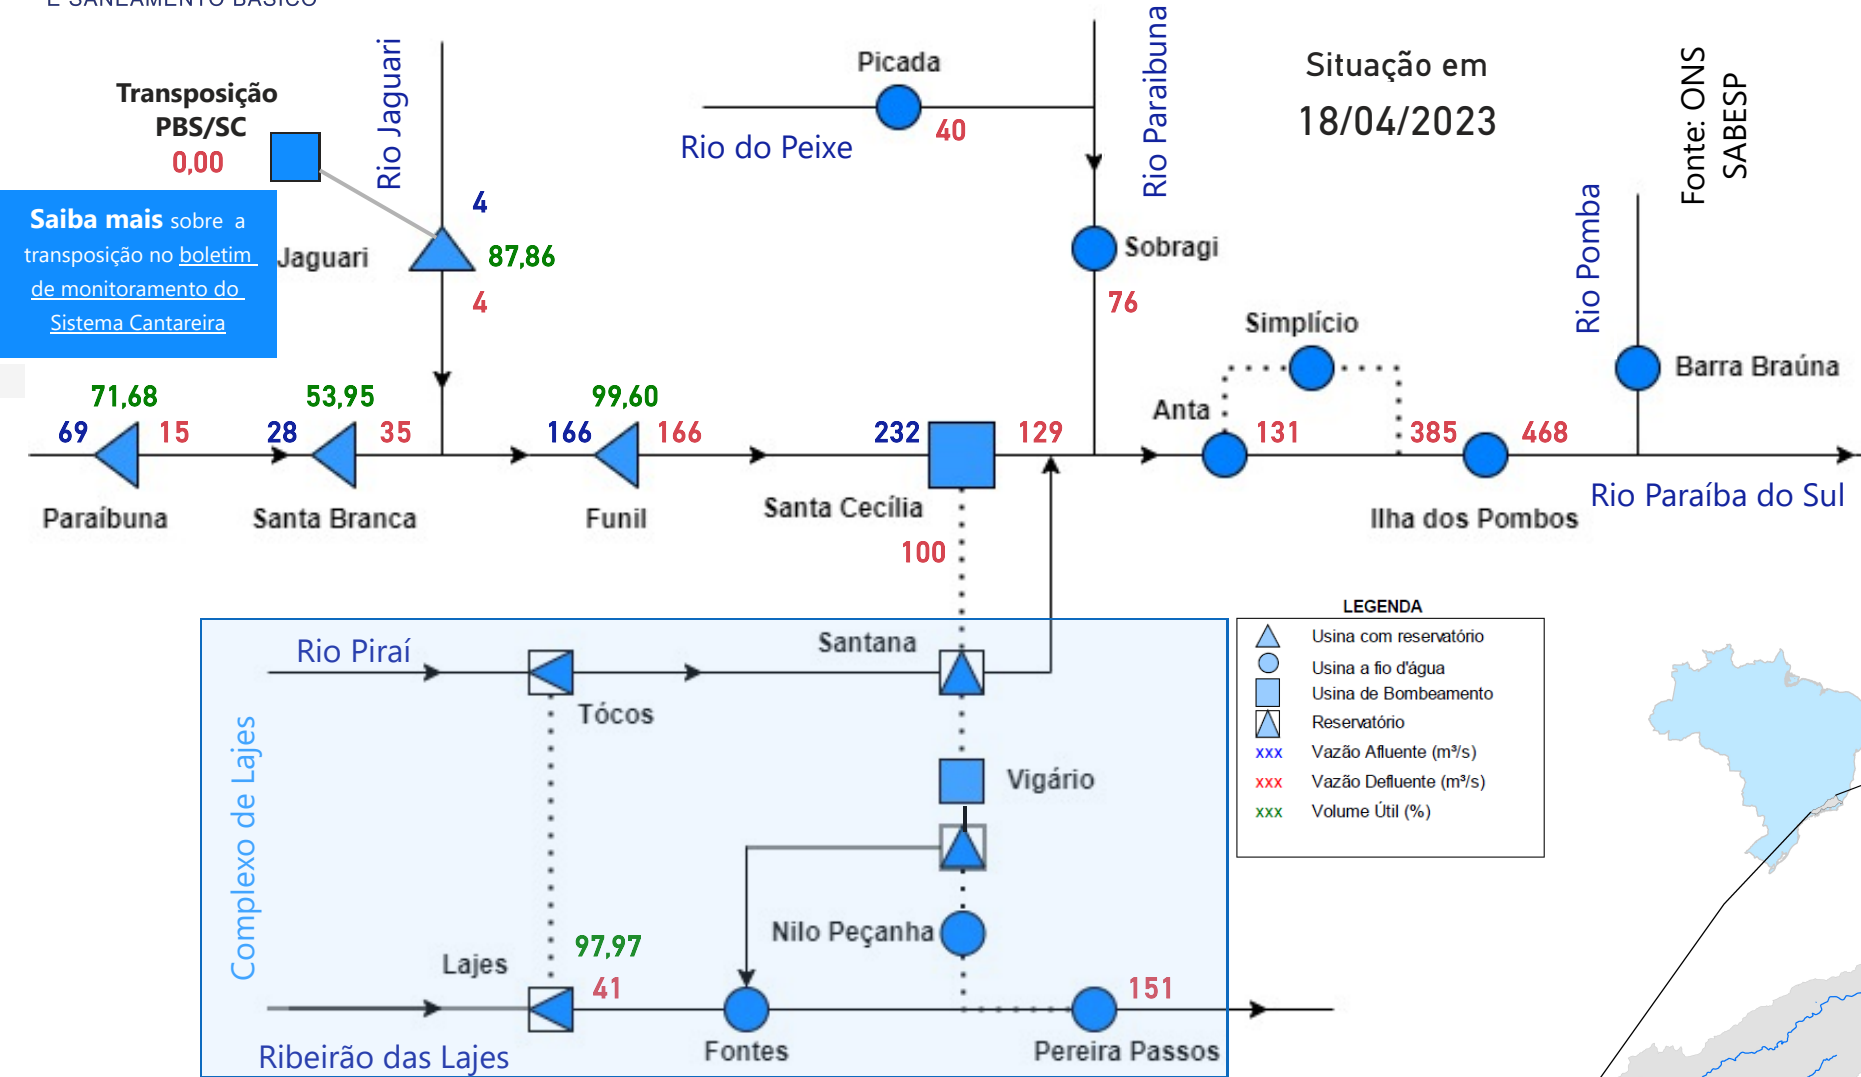 E SANEAMENTO BÁSICO
Transposição
PBS/SC
0,00
Saiba mais sobre a
transposição no boletim
de monitoramento do
Sistema Cantareira
Rio Jaguari
4
87,86
Jaguari
4
Picada
40
Rio do Peixe
Rio Paraibuna
Sobragi
76
Situação em
18/04/2023
Fonte: ONS
SABESP
Rio Pomba
Barra Braúna
Simplício
Anta
131
385
468
Ilha dos Pombos
Rio Paraíba do Sul
71,68
69
15
Paraíbuna
53,95
28
35
Santa Branca
99,60
166
166
Funil
232
129
Santa Cecília
100
Rio Piraí
Santana
Tócos
Vigário
Complexo de Lajes
Nilo Peçanha
97,97
Lajes
41
151
Fontes
Pereira Passos
Ribeirão das Lajes
LEGENDA
Usina com reservatório
Usina a fio d'água
Usina de Bombeamento
Reservatório
xxx Vazão Afluente (m³/s)
xxx Vazão Defluente (m³/s)
xxx Volume Útil (%)